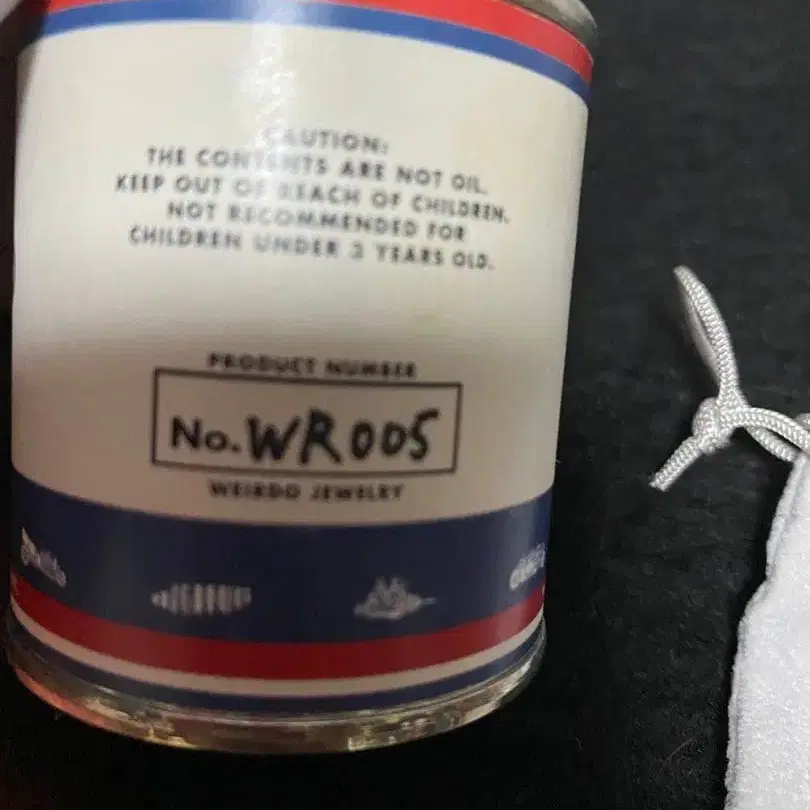 CAUTION:
THE CONTENTS ARE NOT OIL.
KEEP OUT OF REACH OF CHILDREN.
NOT RECOMMENDED FOR
CHILDREN UNDER 3 YEARS OLD.
PRODUCT NUMBER
No. WR005
WEIRDO JEWELRY